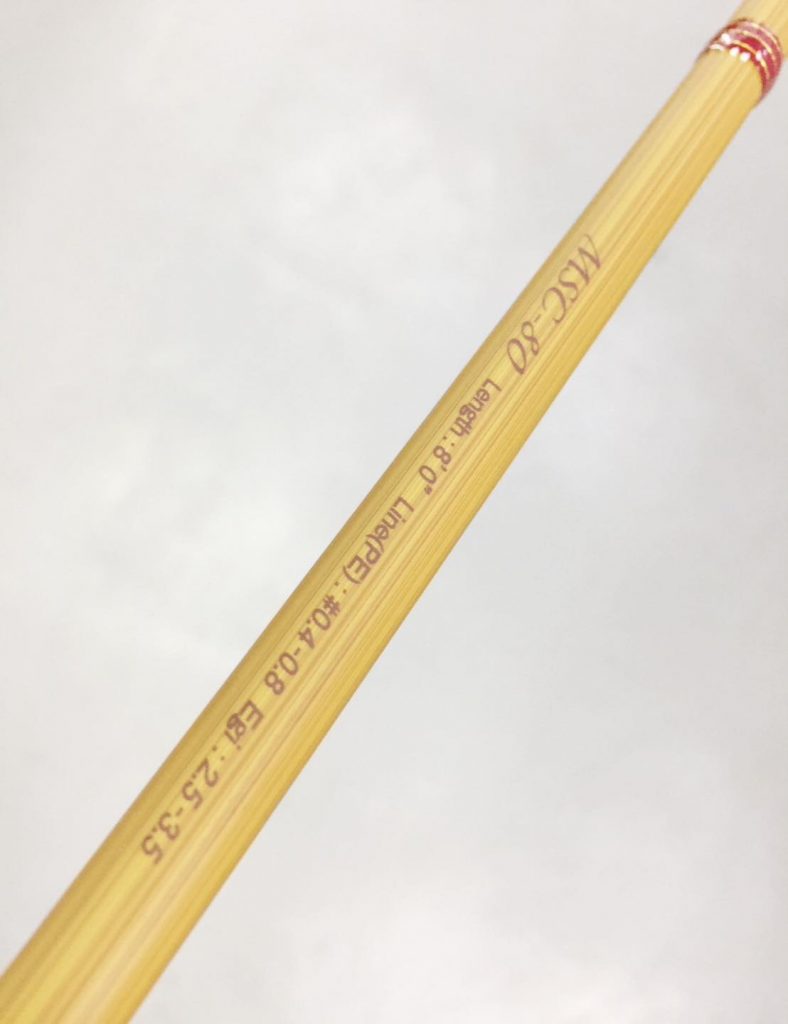 MSC-80 Length : 8'0" Line(PE) : #0.4-0.8 Egi : 2.5-3.5